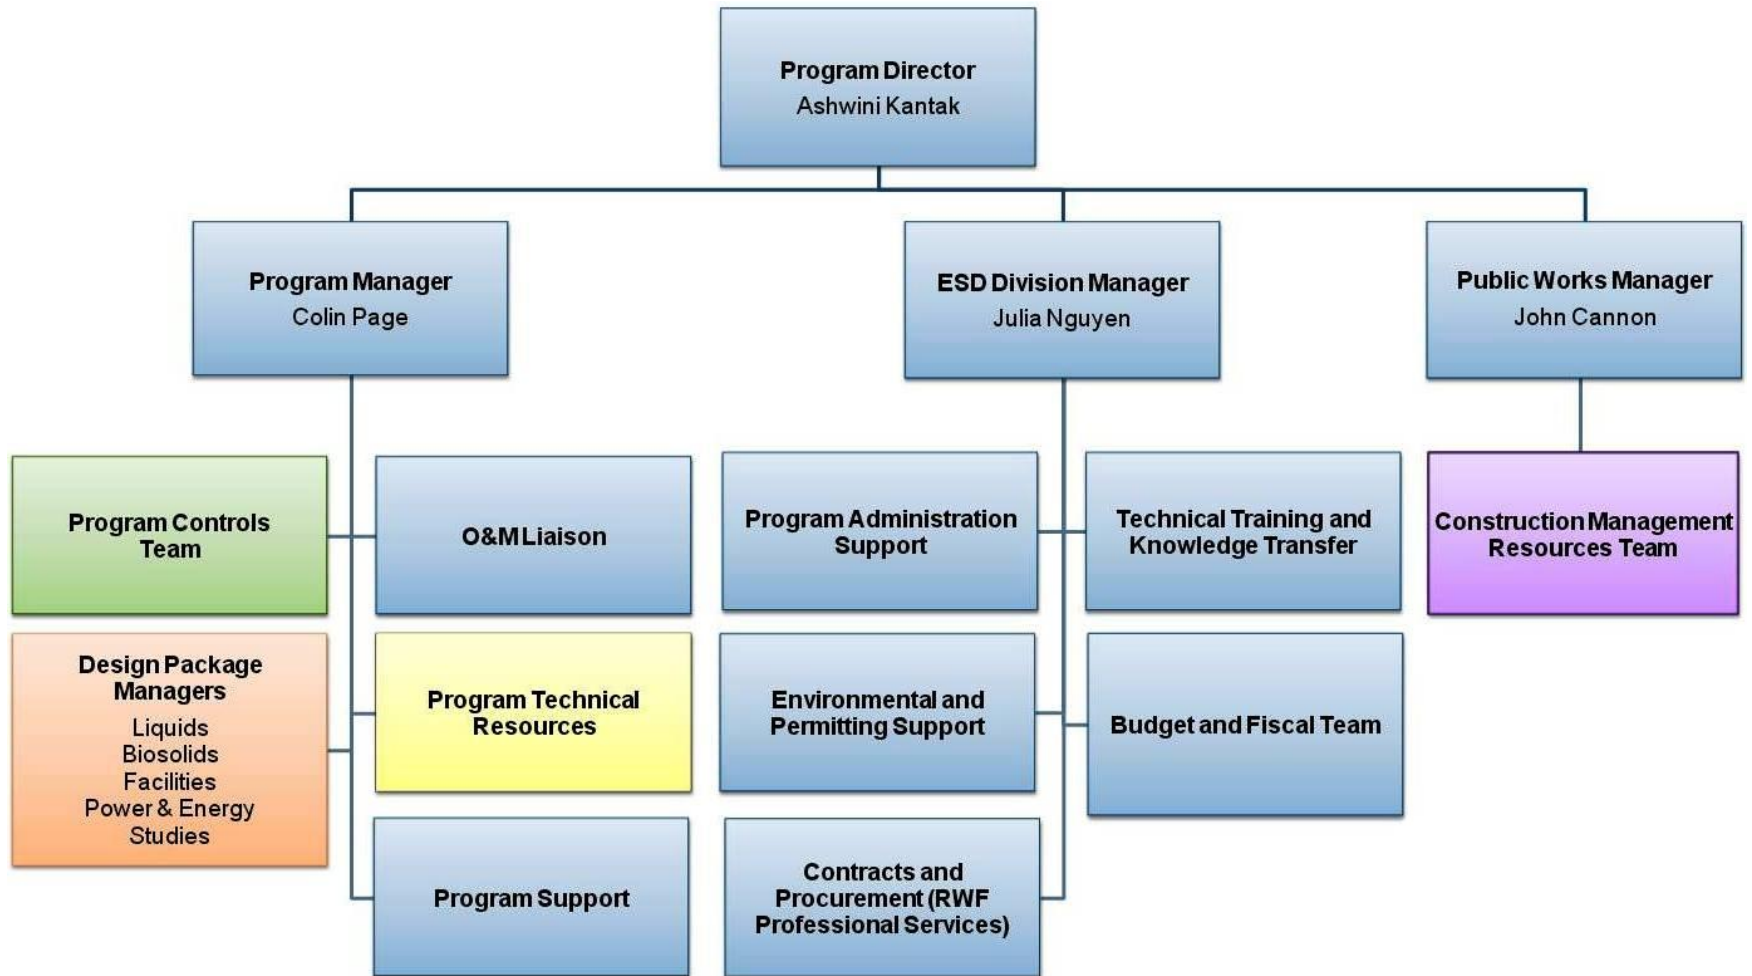 Program Director
Ashwini Kantak
Program Manager
Colin Page
ESD Division Manager
Julia Nguyen
Public Works Manager
John Cannon
Program Controls
Team
O&M Liaison
Program Administration
Support
Technical Training and
Knowledge Transfer
Construction Management
Resources Team
Design Package
Managers
Liquids
Biosolids
Facilities
Power & Energy
Studies
Program Technical
Resources
Environmental and
Permitting Support
Budget and Fiscal Team
Program Support
Contracts and
Procurement (RWF
Professional Services)